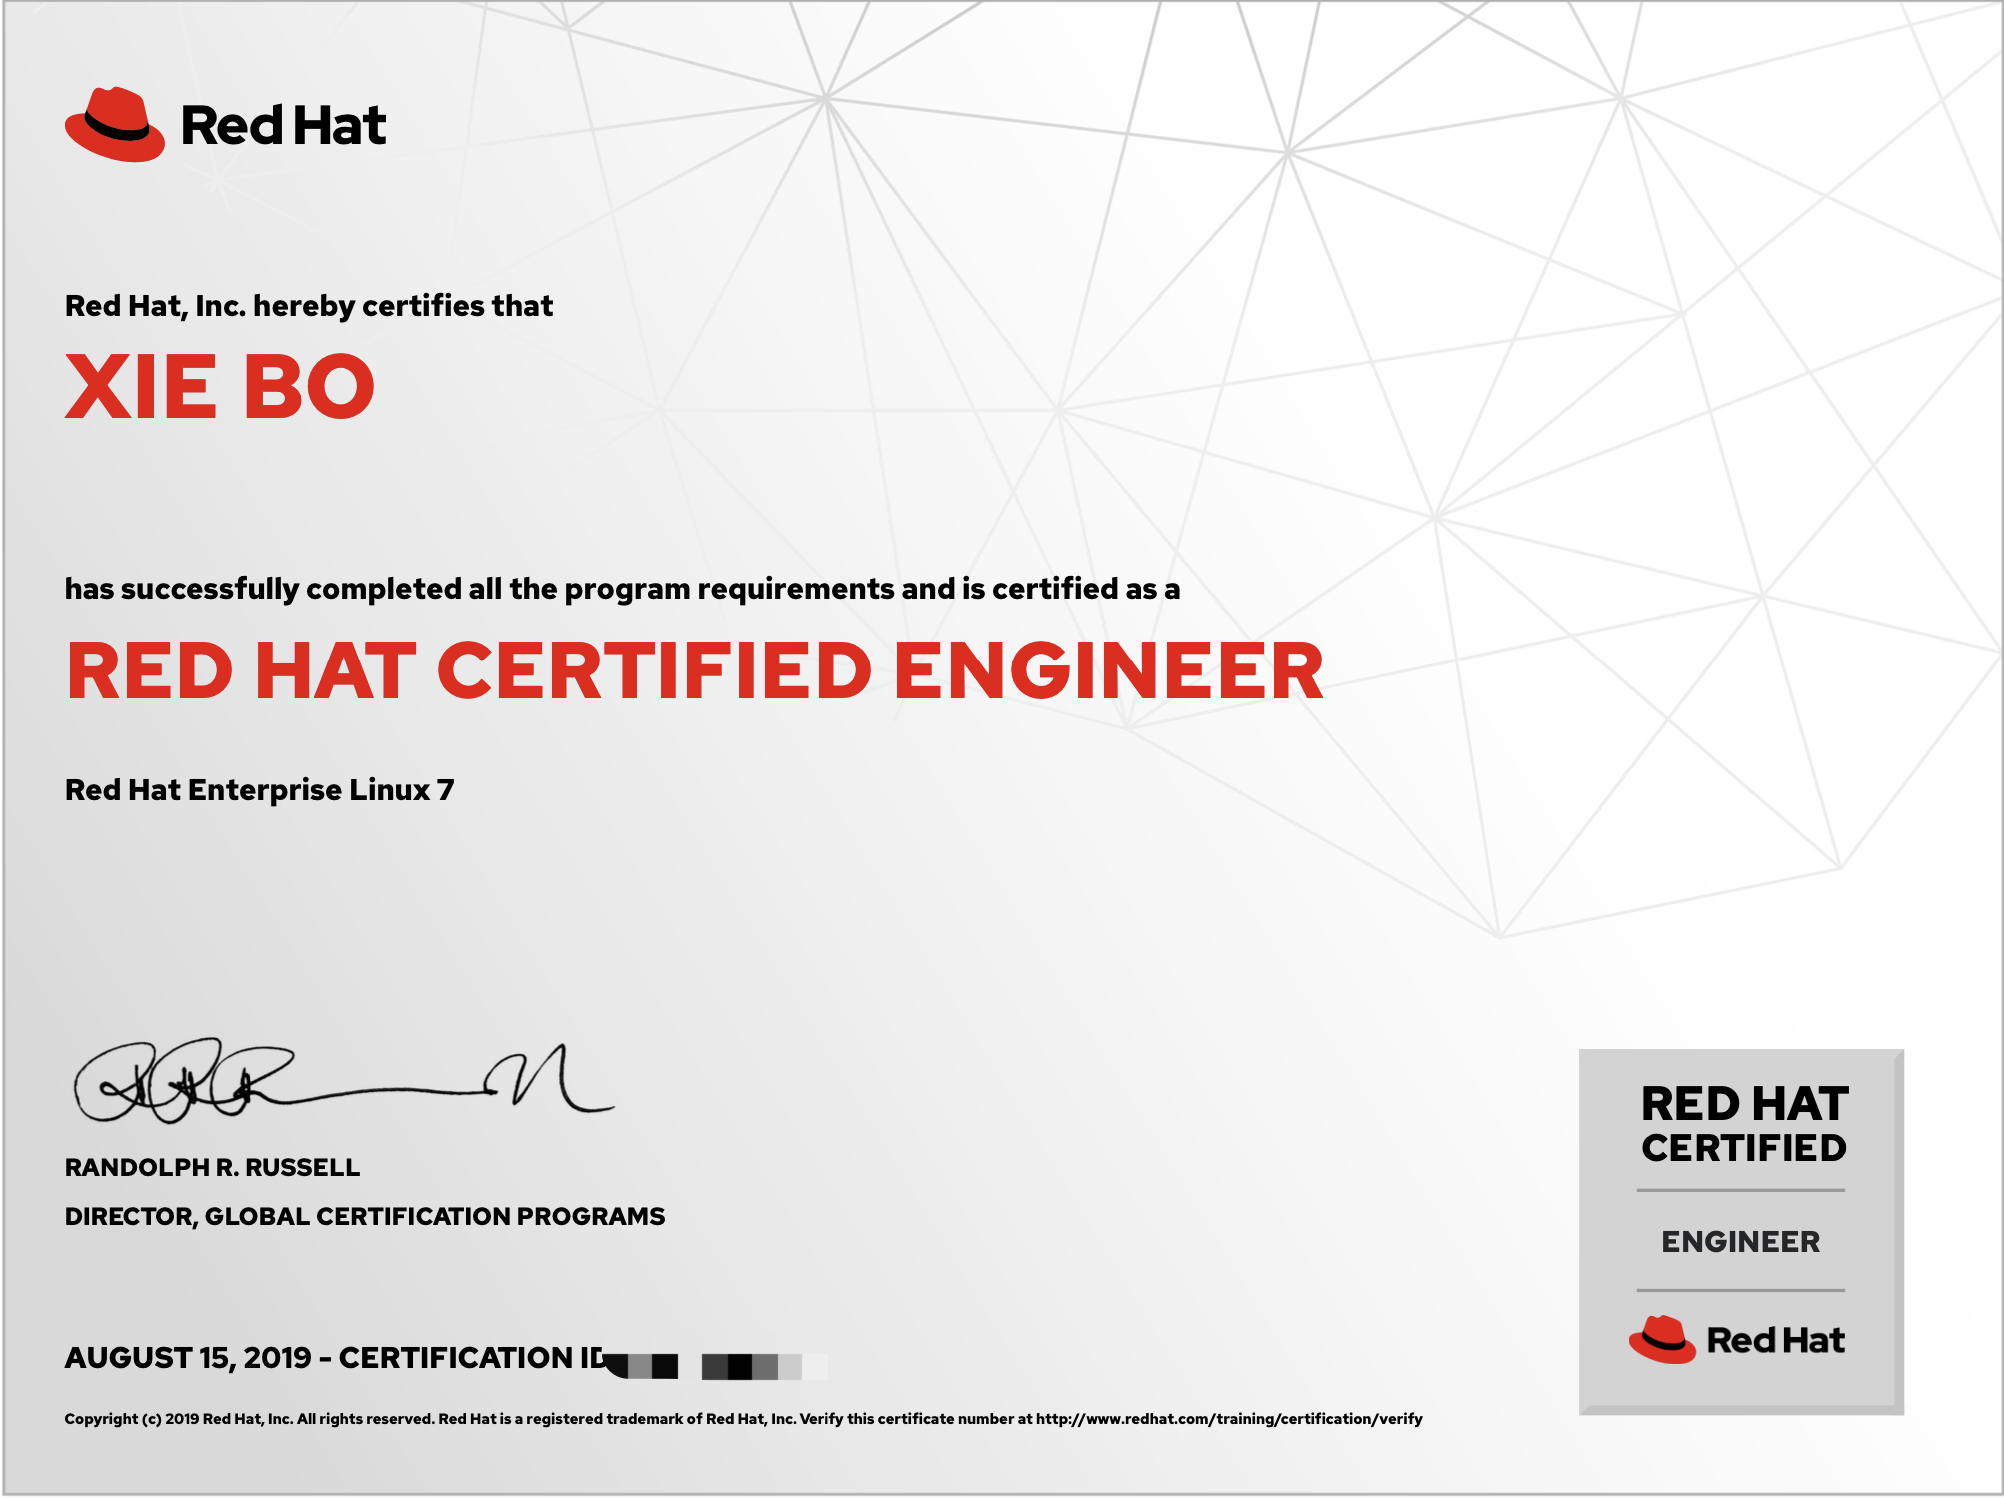 Red Hat
Red Hat, Inc. hereby certifies that
XIE BO
has successfully completed all the program requirements and is certified as a
RED HAT CERTIFIED ENGINEER
Red Hat Enterprise Linux 7
RANDOLPH R. RUSSELL
DIRECTOR, GLOBAL CERTIFICATION PROGRAMS
AUGUST 15, 2019 - CERTIFICATION ID
Copyright (c) 2019 Red Hat, Inc. All rights reserved. Red Hat is a registered trademark of Red Hat, Inc. Verify this certificate number at http://www.redhat.com/training/certification/verify
RED HAT
CERTIFIED
ENGINEER
Red Hat